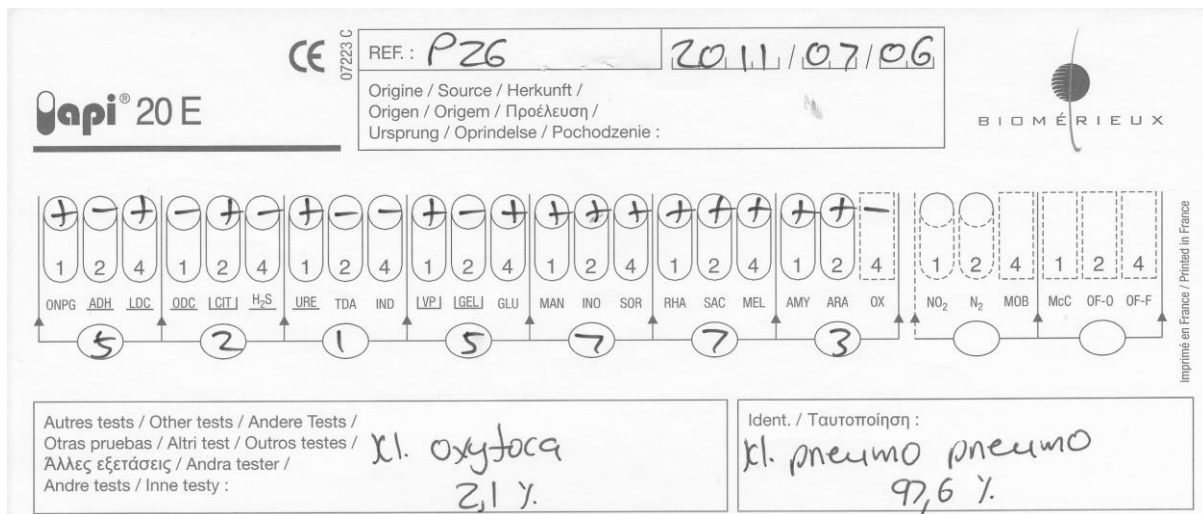 CE
07223 C
REF. : P26
2011/07/06
Origine / Source / Herkunft /
Origen / Origem / Προέλευση /
Ursprung / Oprindelse / Pochodzenie :
api® 20 E
BIOMÉRIEUX
+ - + - + - + - - + - + + + + + + + + + -
1 2 4 1 2 4 1 2 4 1 2 4 1 2 4 1 2 4 1 2 4 1 2 4 1 2 4
ONPG ADH LDC ODC |CIT| H₂S URE TDA IND |VP| |GEL| GLU MAN INO SOR RHA SAC MEL AMY ARA OX NO₂ N₂ MOB McC OF-O OF-F
5 2 1 5 7 7 3
Imprimé en France / Printed in France
Autres tests / Other tests / Andere Tests /
Otras pruebas / Altri test / Outros testes /
Άλλες εξετάσεις / Andra tester /
Andre tests / Inne testy :
Kl. oxytoca
2,1 %
Ident. / Ταυτοποίηση :
Kl. pneumo pneumo
97,6 %